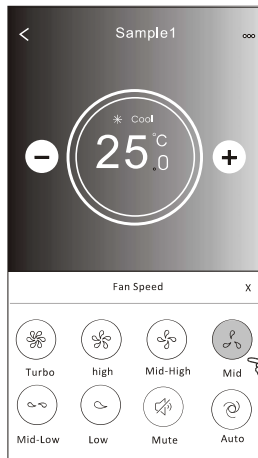 Sample1
Cool
25.0°C
Fan Speed X
Turbo high Mid-High Mid
Mid-Low Low Mute Auto